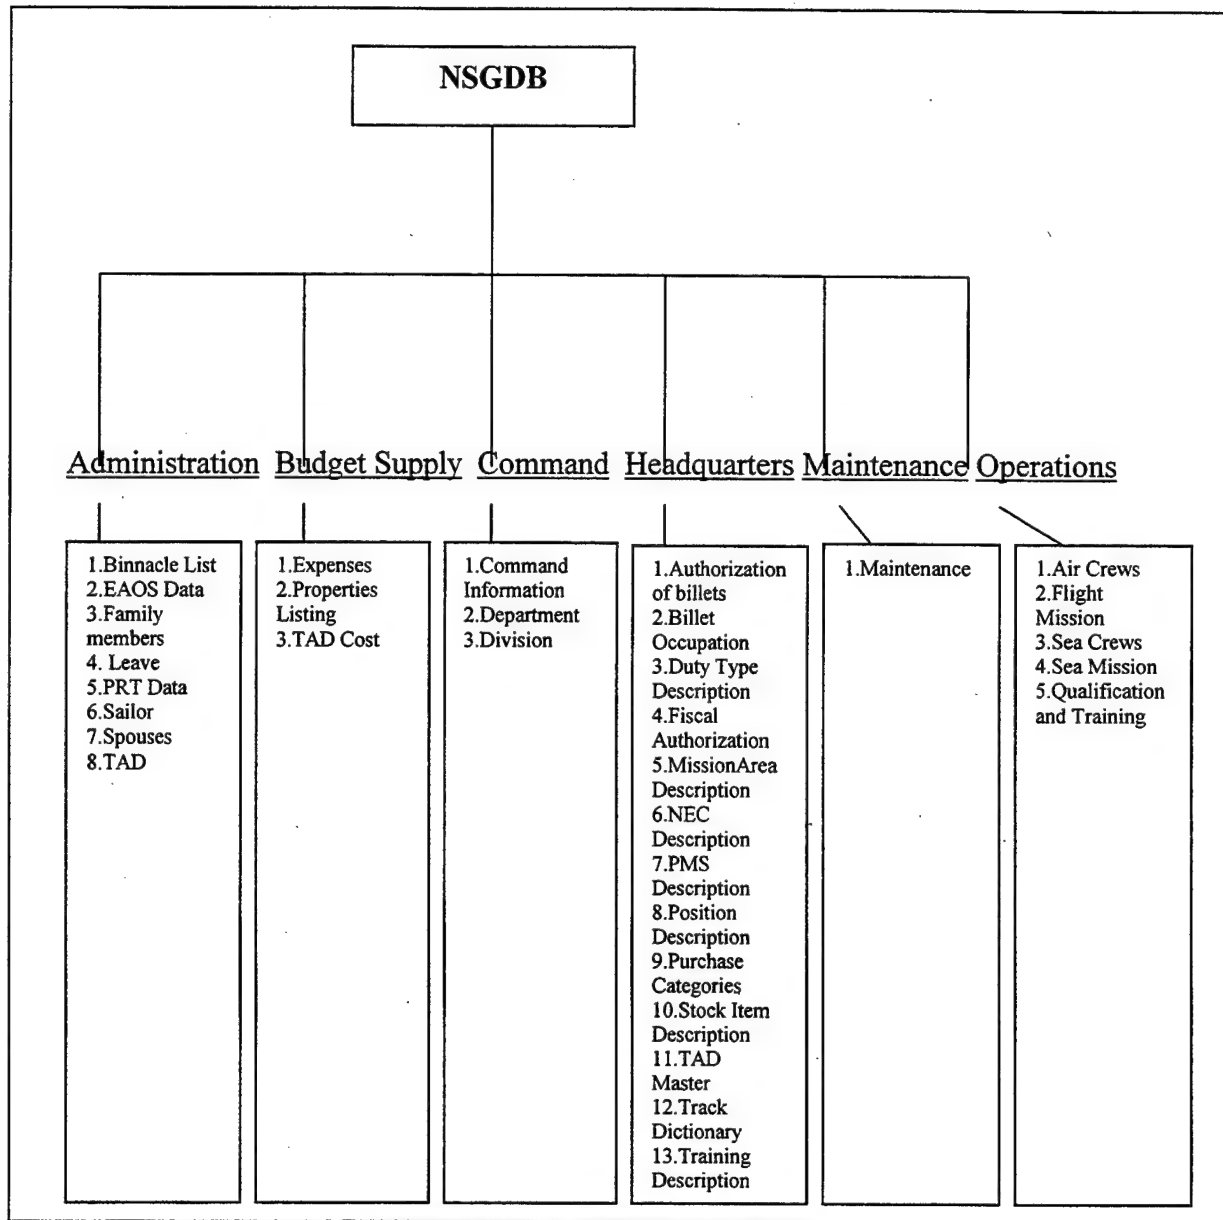 NSGDB
Administration Budget Supply Command Headquarters Maintenance Operations
1.Binnacle List
2.EAOS Data
3.Family
members
4. Leave
5.PRT Data
6.Sailor
7.Spouses
8.TAD
1.Expenses
2.Properties
Listing
3.TAD Cost
1.Command
Information
2.Department
3.Division
1.Authorization
of billets
2.Billet
Occupation
3.Duty Type
Description
4.Fiscal
Authorization
5.MissionArea
Description
6.NEC
Description
7.PMS
Description
8.Position
Description
9.Purchase
Categories
10.Stock Item
Description
11.TAD
Master
12.Track
Dictionary
13.Training
Description
1.Maintenance
1.Air Crews
2.Flight
Mission
3.Sea Crews
4.Sea Mission
5.Qualification
and Training